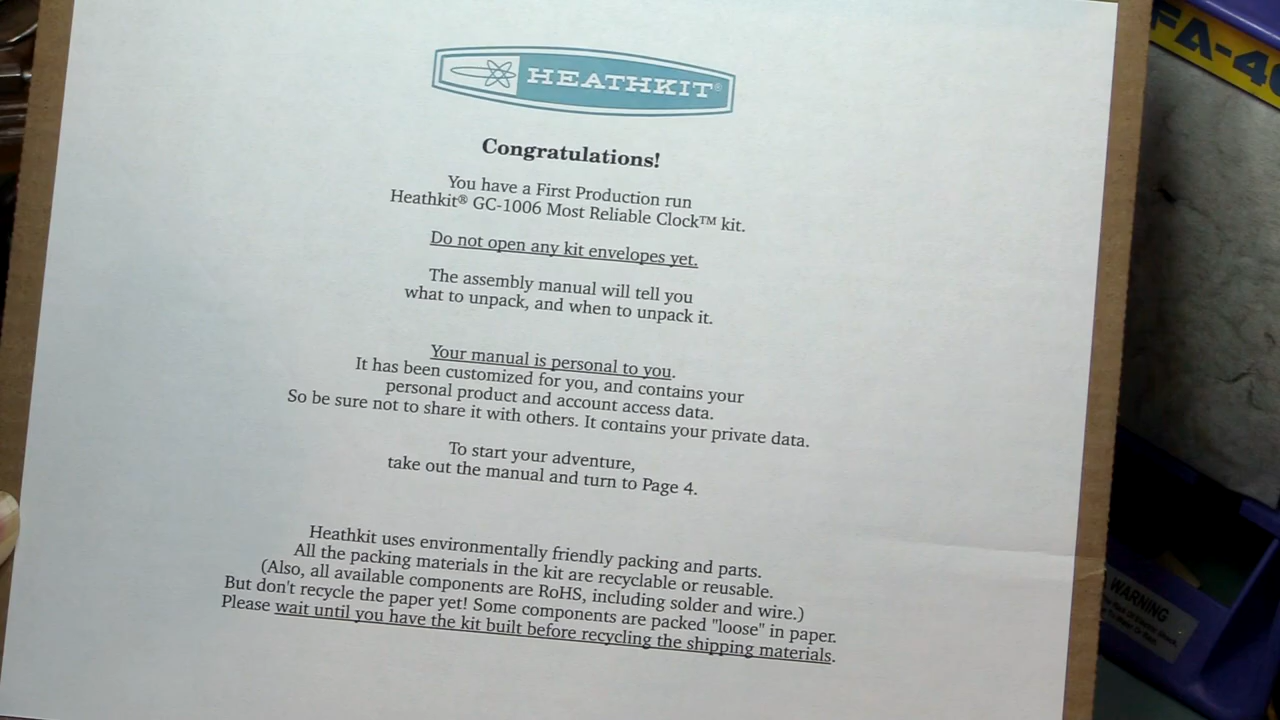 HEATHKIT®
Congratulations!
You have a First Production run
Heathkit® GC-1006 Most Reliable Clock™ kit.
Do not open any kit envelopes yet.
The assembly manual will tell you
what to unpack, and when to unpack it.
Your manual is personal to you.
It has been customized for you, and contains your
personal product and account access data.
So be sure not to share it with others. It contains your private data.
To start your adventure,
take out the manual and turn to Page 4.
Heathkit uses environmentally friendly packing and parts.
All the packing materials in the kit are recyclable or reusable.
(Also, all available components are RoHS, including solder and wire.)
But don't recycle the paper yet! Some components are packed "loose" in paper.
Please wait until you have the kit built before recycling the shipping materials.
FA-40
WARNING